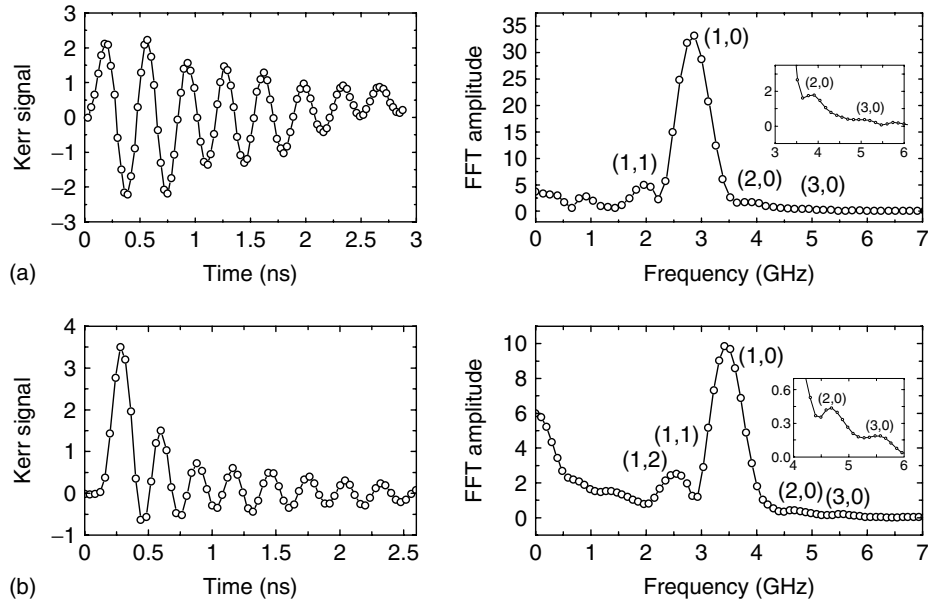 3
2
1
0
−1
−2
−3
Kerr signal
0 0.5 1 1.5 2 2.5 3
Time (ns)
(a)
35
30
25
20
15
10
5
0
FFT amplitude
(1,0)
(1,1)
(2,0)
(3,0)
2
0
(2,0)
(3,0)
3 4 5 6
0 1 2 3 4 5 6 7
Frequency (GHz)
4
3
2
1
0
−1
Kerr signal
0 0.5 1.0 1.5 2.0 2.5
Time (ns)
(b)
10
8
6
4
2
0
FFT amplitude
(1,0)
(1,1)
(1,2)
(2,0) (3,0)
0.6
0.3
0.0
(2,0)
(3,0)
4 5 6
0 1 2 3 4 5 6 7
Frequency (GHz)